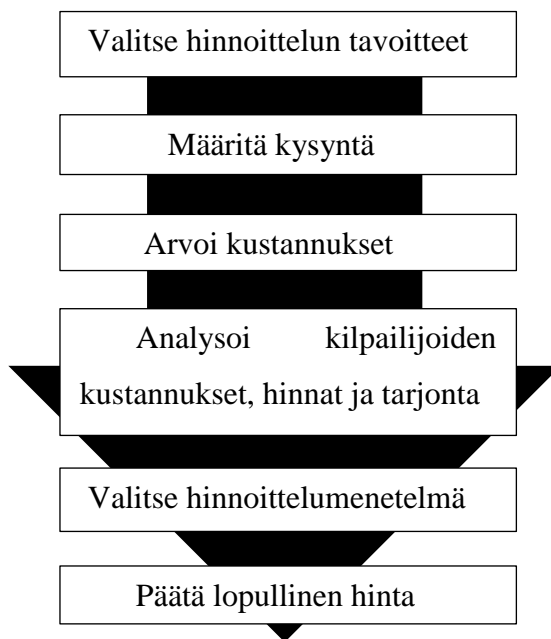 Valitse hinnoittelun tavoitteet
Määritä kysyntä
Arvoi kustannukset
Analysoi kilpailijoiden
kustannukset, hinnat ja tarjonta
Valitse hinnoittelumenetelmä
Päätä lopullinen hinta